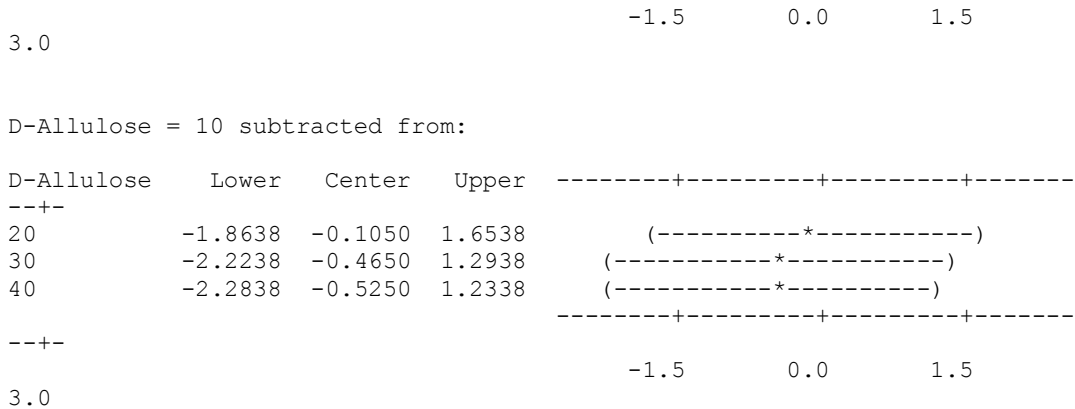 -1.5       0.0       1.5
3.0
D-Allulose = 10 subtracted from:
D-Allulose    Lower   Center   Upper  --------+---------+---------+-------
--+-
20          -1.8638  -0.1050  1.6538        (----------*-----------)
30          -2.2238  -0.4650  1.2938     (-----------*-----------)
40          -2.2838  -0.5250  1.2338     (-----------*----------)
                                      --------+---------+---------+-------
--+-
                                           -1.5       0.0       1.5
3.0